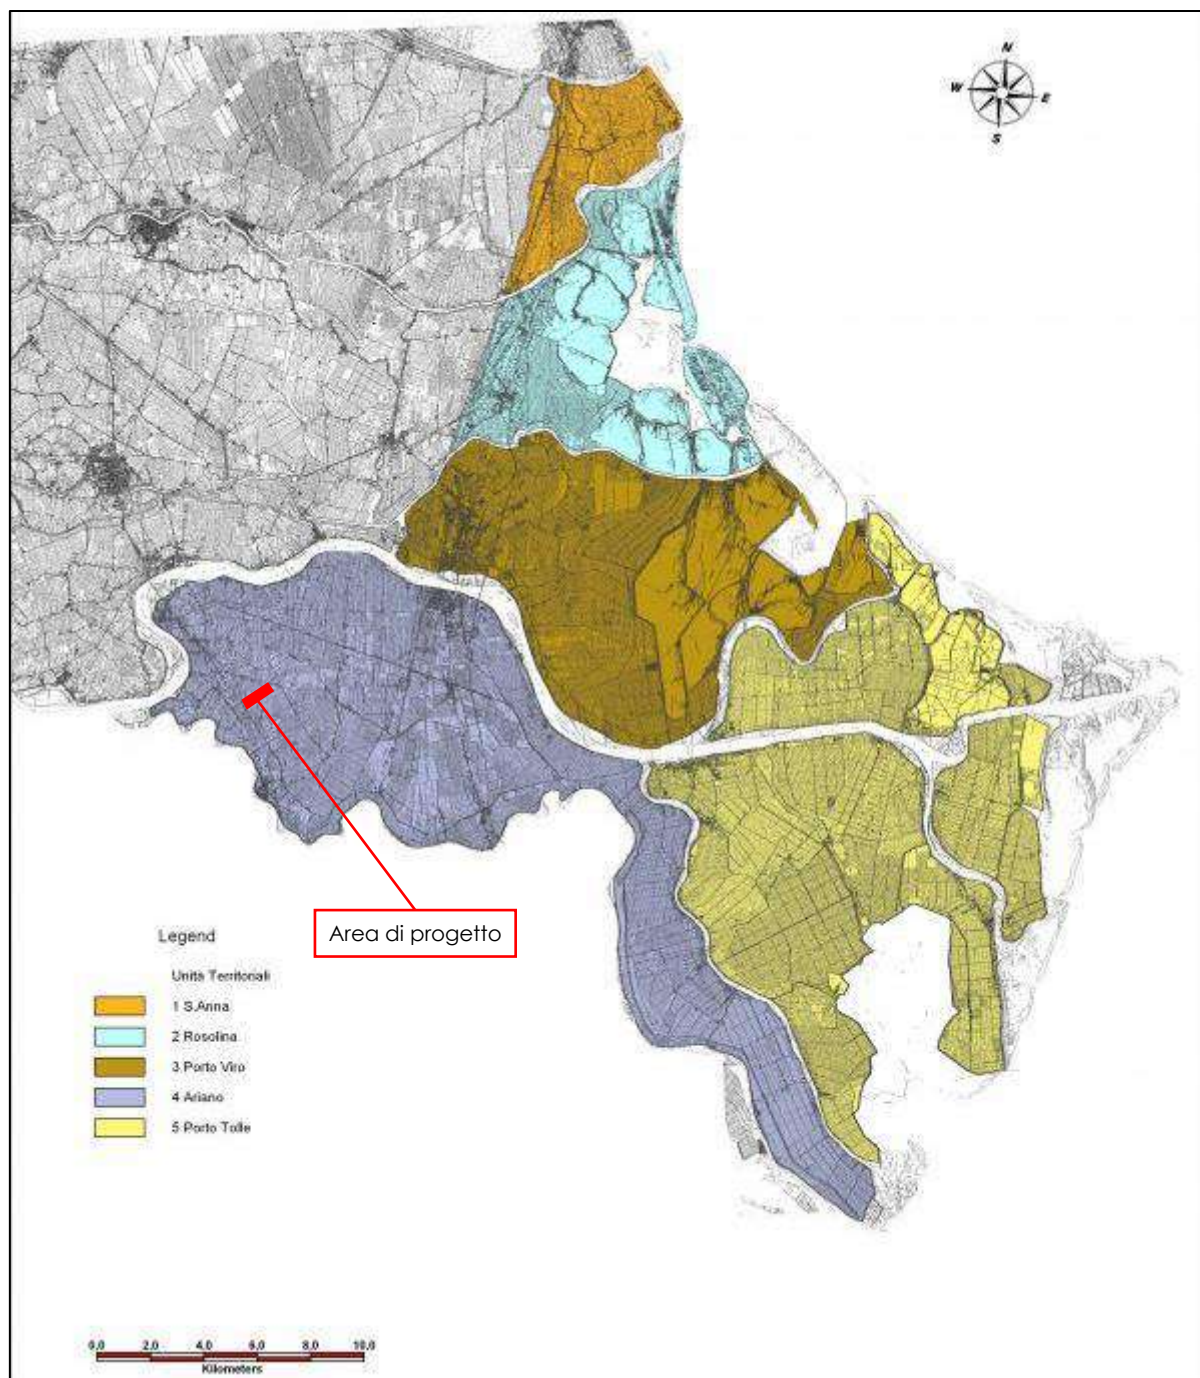 N
W
E
S
Area di progetto
Legend
Unita Territoriali
1 S.Anna
2 Rosolina
3 Porto Viro
4 Ariano
5 Porto Tolle
0,0 2,0 4,0 6,0 8,0 10,0
Kilometers